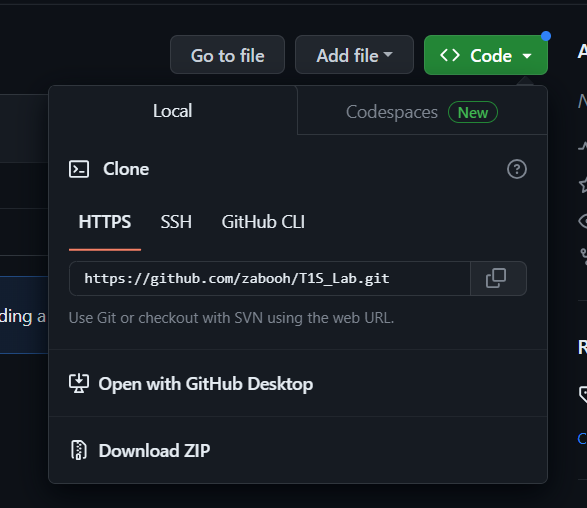 Go to file
Add file
Code
Local
Codespaces New
Clone
HTTPS SSH GitHub CLI
https://github.com/zabooh/T1S_Lab.git
Use Git or checkout with SVN using the web URL.
ding a
Open with GitHub Desktop
Download ZIP